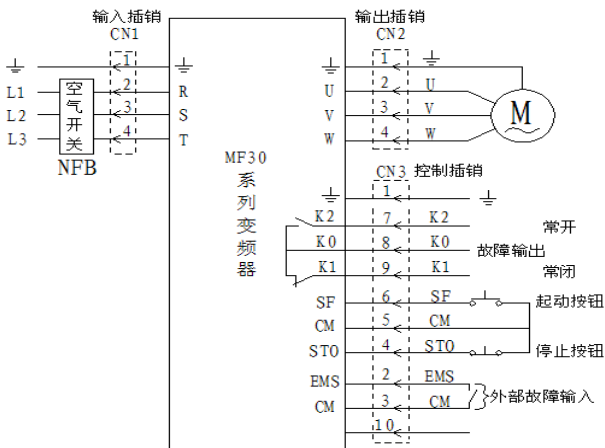 输入插销 输出插销
CN1 CN2
1 1
L1 2 R U 2 U
L2 空气开关 3 S V 3 V M
L3 4 T W 4 W
NFB
MF30系列变频器
CN3 控制插销
1
K2 7 K2 常开
K0 8 K0 故障输出
K1 9 K1 常闭
SF 6 SF 起动按钮
CM 5 CM
STO 4 STO 停止按钮
EMS 2 EMS
外部故障输入
CM 3 CM
10